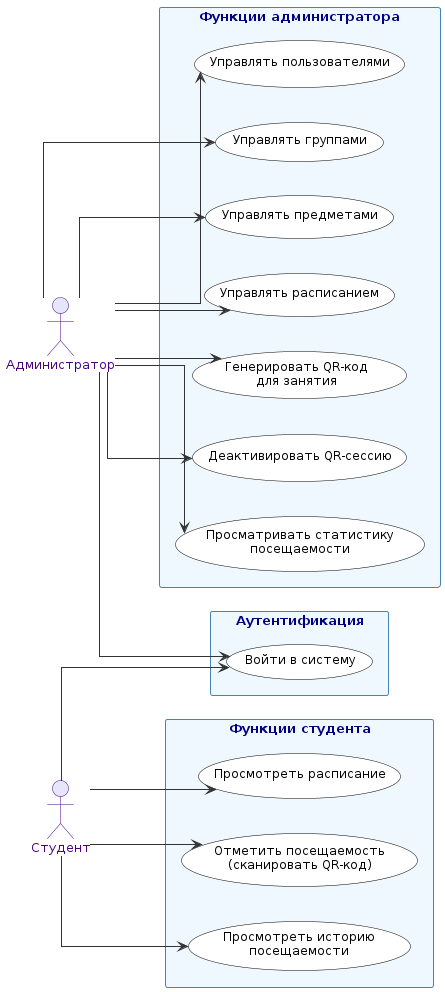 Функции администратора
Управлять пользователями
Управлять группами
Управлять предметами
Управлять расписанием
Администратор
Генерировать QR-код
для занятия
Деактивировать QR-сессию
Просматривать статистику
посещаемости
Аутентификация
Войти в систему
Функции студента
Просмотреть расписание
Студент
Отметить посещаемость
(сканировать QR-код)
Просмотреть историю
посещаемости